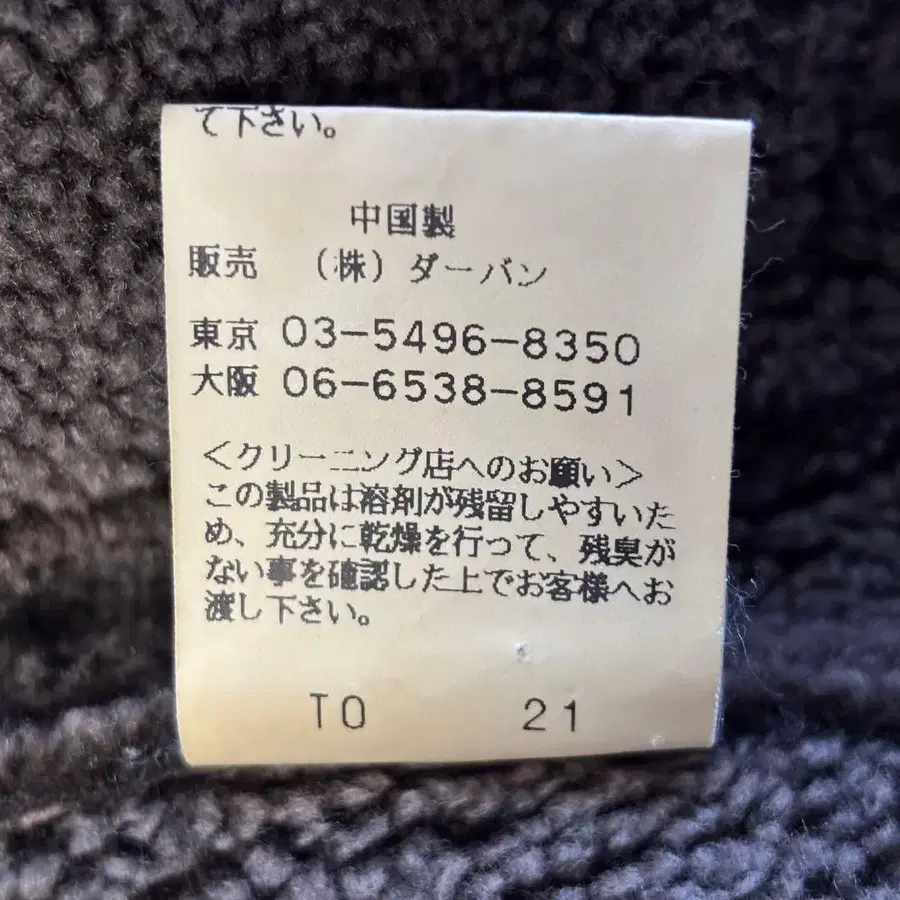 て下さい。
中国製
販売 (株)ダーバン
東京 03-5496-8350
大阪 06-6538-8591
<クリーニング店へのお願い>
この製品は溶剤が残留しやすいた
め、充分に乾燥を行って、残臭が
ない事を確認した上でお客様へお
渡し下さい。
TO 21